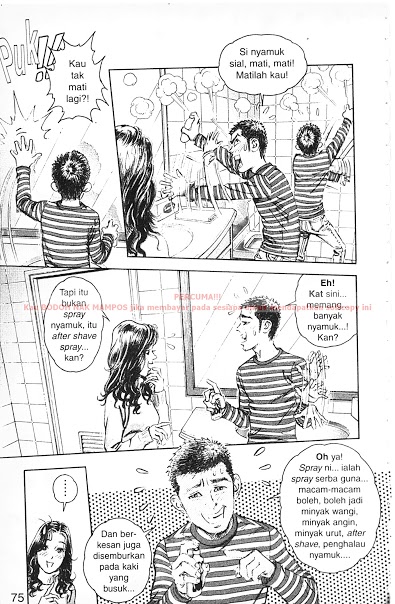 Puk!!
Kau
tak
mati
lagi?!
Si nyamuk
sial, mati, mati!
Matilah kau!
Tapi itu
bukan
spray
nyamuk, itu
after shave
spray...
kan?
Eh!
Kat sini...
memang
banyak
nyamuk...!
Kan?
PERCUMA!!!
Dan ber-
kesan juga
disemburkan
pada kaki
yang
busuk...
Oh ya!
Spray ni... ialah
spray serba guna...
macam-macam
boleh, boleh jadi
minyak wangi,
minyak angin,
minyak urut, after
shave, penghalau
nyamuk....
75